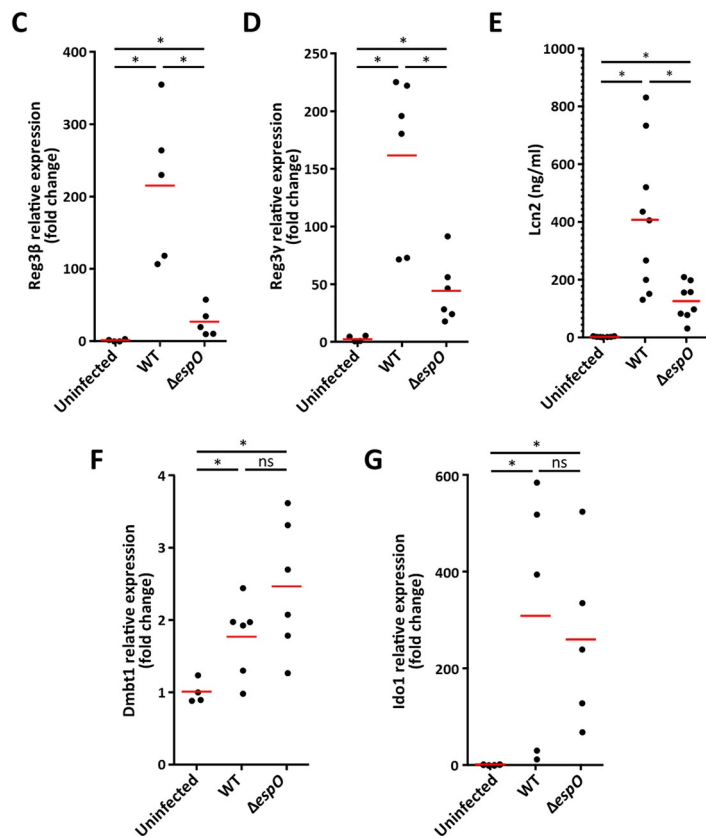 C
*
*
*
Reg3β relative expression
(fold change)
400
300
200
100
0
Uninfected
WT
ΔespO
D
*
*
*
Reg3γ relative expression
(fold change)
250
200
150
100
50
0
Uninfected
WT
ΔespO
E
*
*
*
Lcn2 (ng/ml)
1000
800
600
400
200
0
Uninfected
WT
ΔespO
F
*
*
ns
Dmbt1 relative expression
(fold change)
4
3
2
1
0
Uninfected
WT
ΔespO
G
*
*
ns
Ido1 relative expression
(fold change)
600
400
200
0
Uninfected
WT
ΔespO